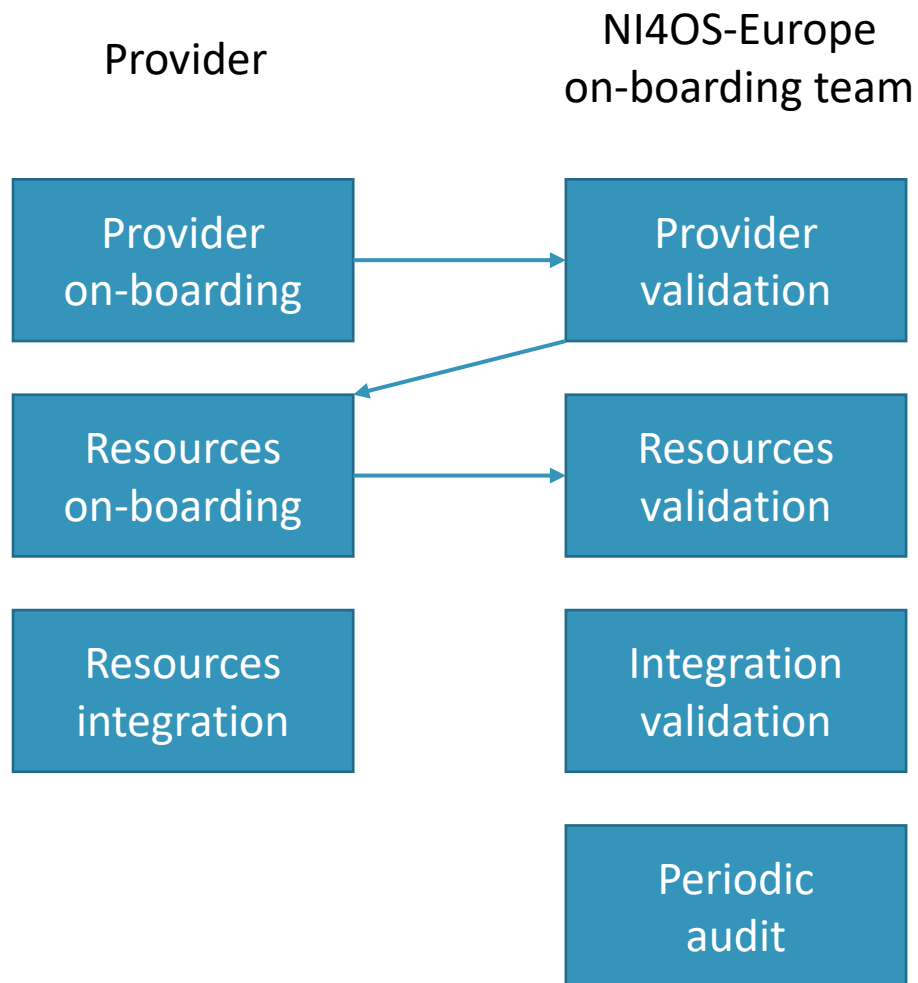 Provider
NI4OS-Europe
on-boarding team
Provider
on-boarding
Provider
validation
Resources
on-boarding
Resources
validation
Resources
integration
Integration
validation
Periodic
audit